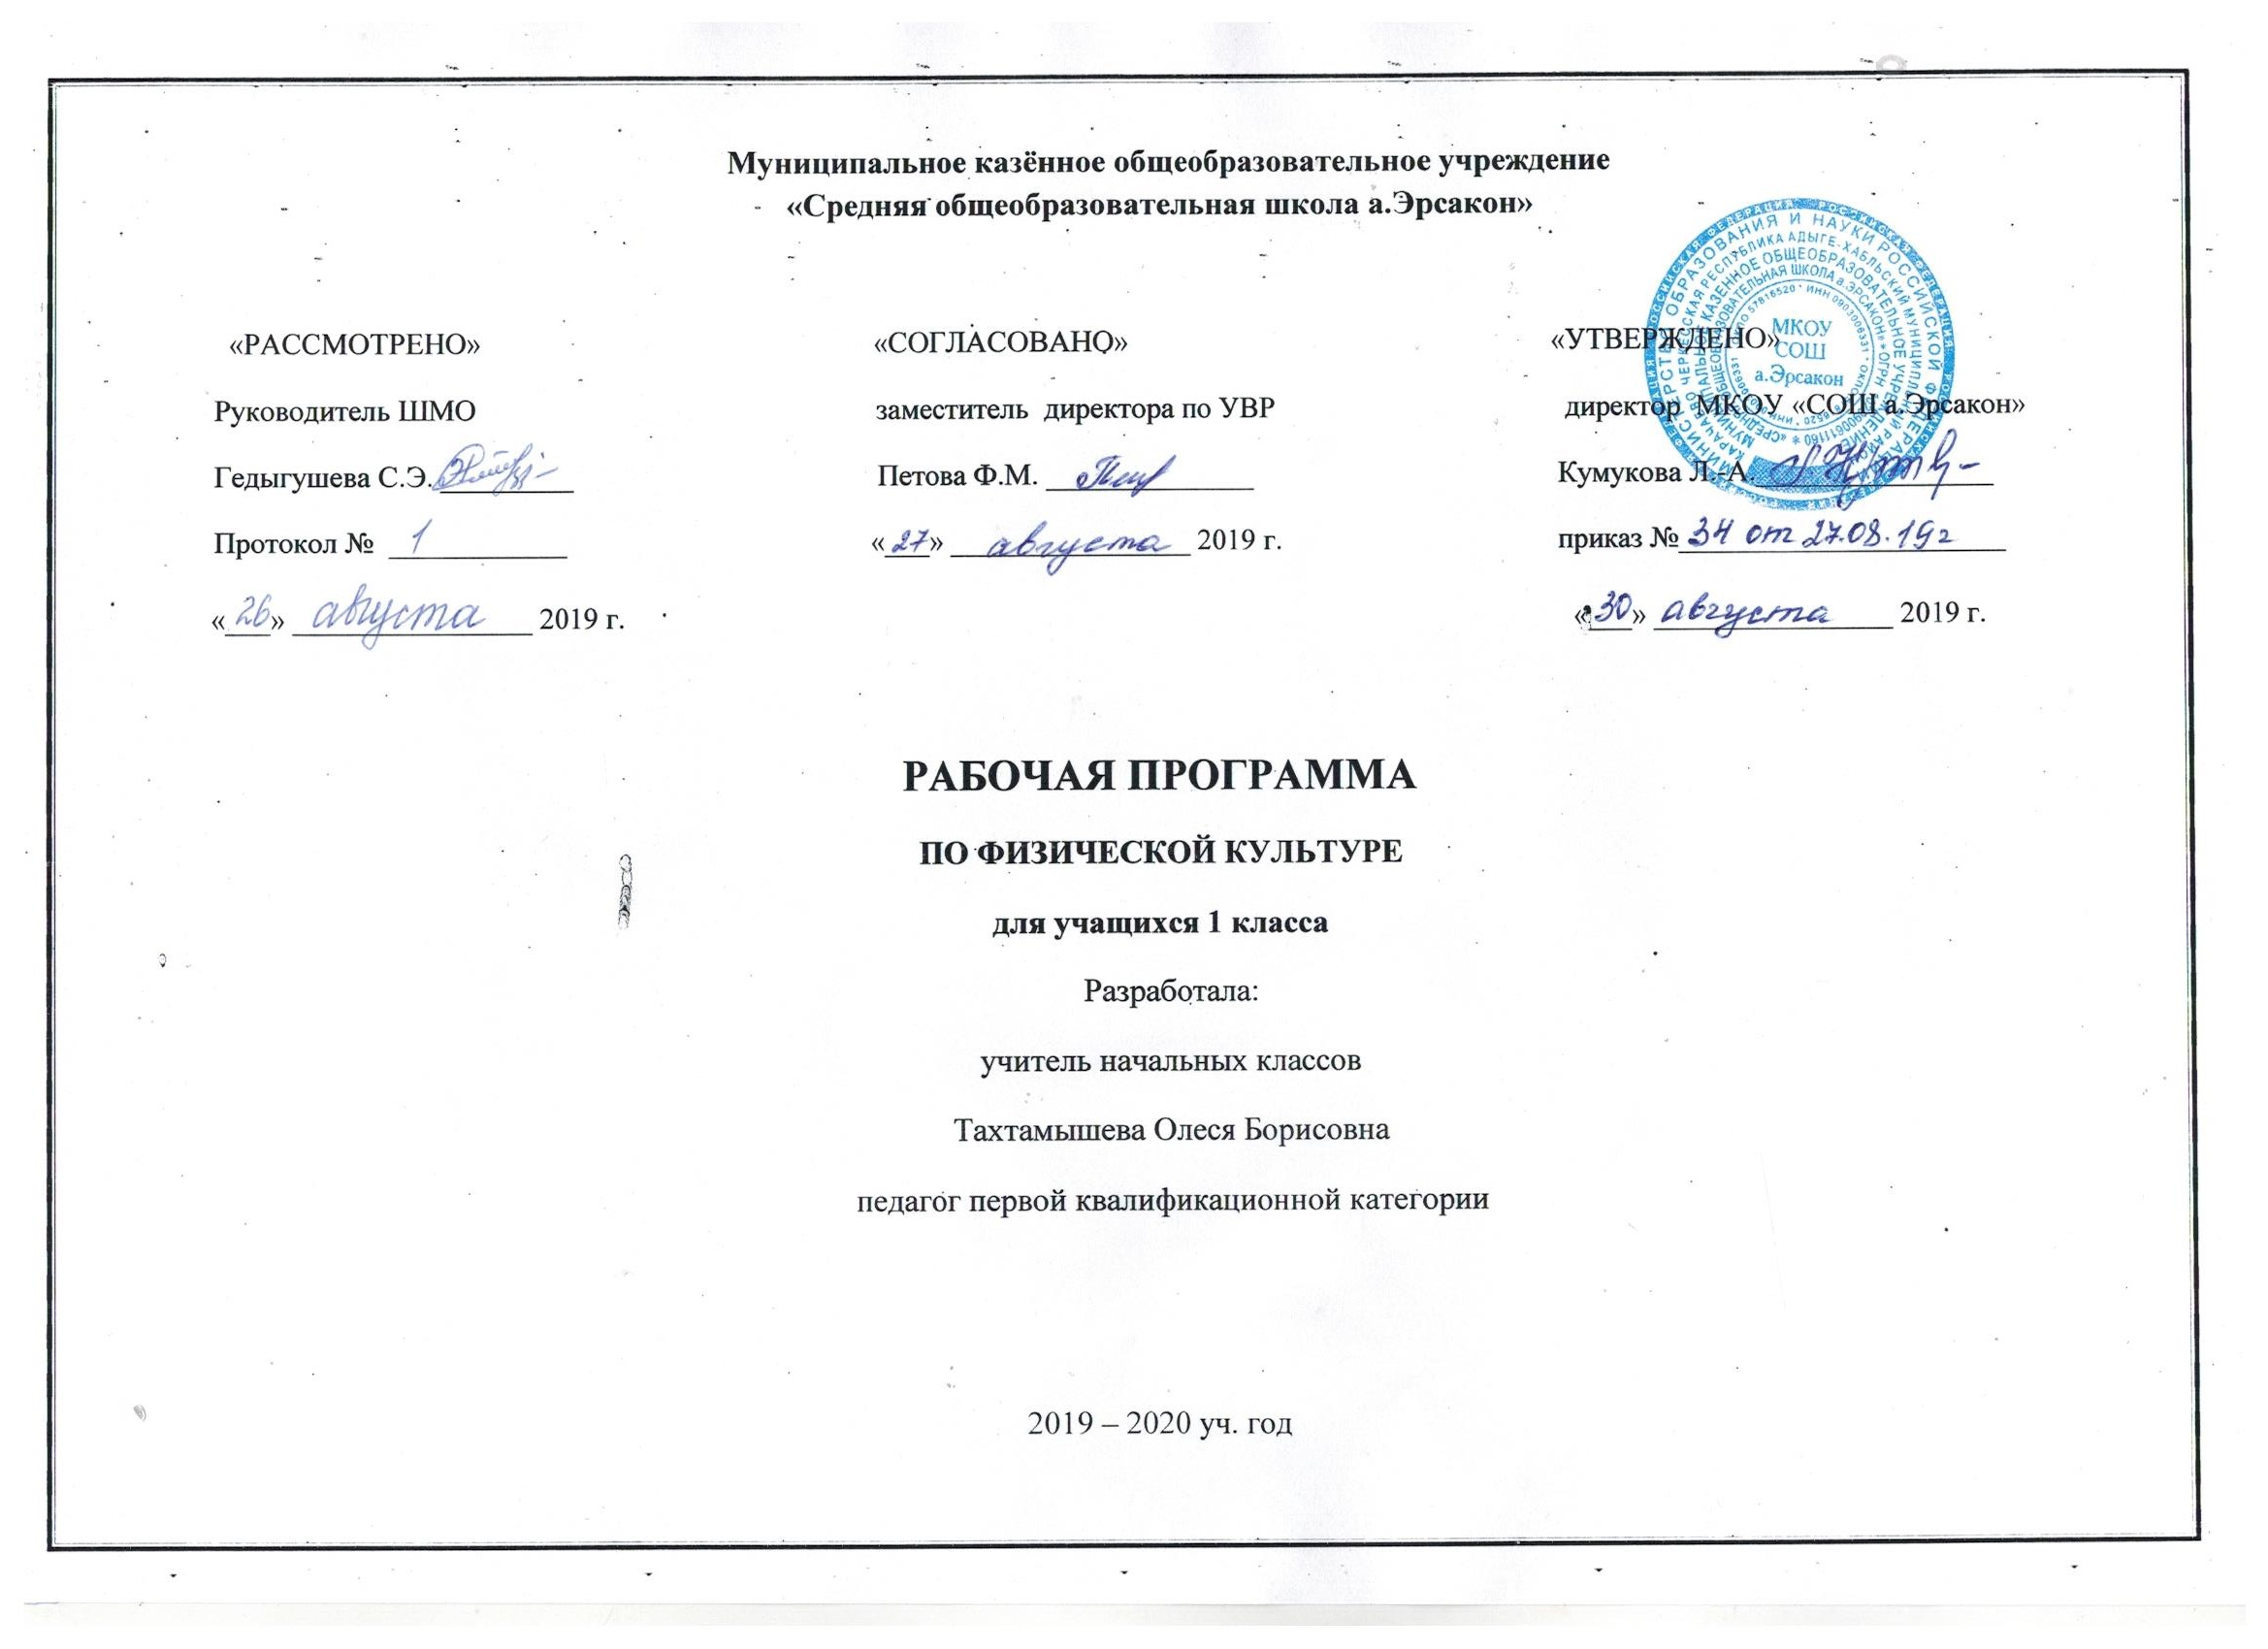 Муниципальное казённое общеобразовательное учреждение
«Средняя общеобразовательная школа а.Эрсакон»
«РАССМОТРЕНО»
Руководитель ШМО
Гедыгушева С.Э.
Протокол № 1
«26» августа 2019 г.
«СОГЛАСОВАНО»
заместитель директора по УВР
Петова Ф.М.
«27» августа 2019 г.
«УТВЕРЖДЕНО»
директор МКОУ «СОШ а.Эрсакон»
Кумукова Л.-А.
приказ № 34 от 27.08.19г
«30» августа 2019 г.
МКОУ
СОШ
а.Эрсакон
РАБОЧАЯ ПРОГРАММА
ПО ФИЗИЧЕСКОЙ КУЛЬТУРЕ
для учащихся 1 класса
Разработала:
учитель начальных классов
Тахтамышева Олеся Борисовна
педагог первой квалификационной категории
2019 – 2020 уч. год